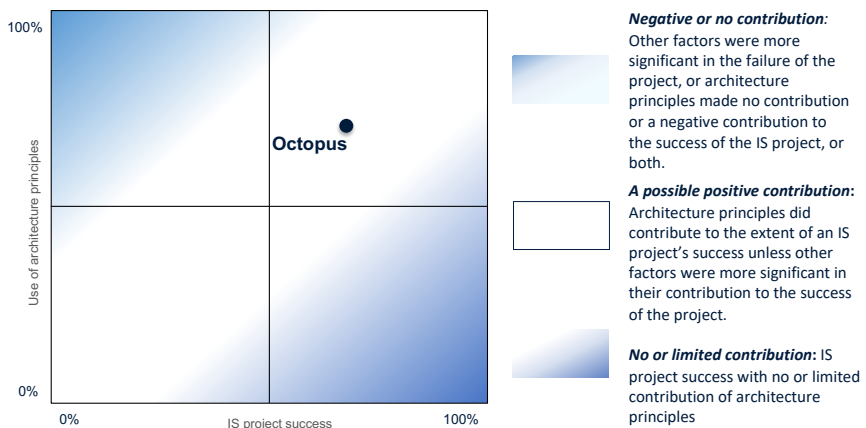 100%
Use of architecture principles
Octopus
0%
0%
IS project success
100%
Negative or no contribution:
Other factors were more
significant in the failure of the
project, or architecture
principles made no contribution
or a negative contribution to
the success of the IS project, or
both.
A possible positive contribution:
Architecture principles did
contribute to the extent of an IS
project's success unless other
factors were more significant in
their contribution to the success
of the project.
No or limited contribution: IS
project success with no or limited
contribution of architecture
principles